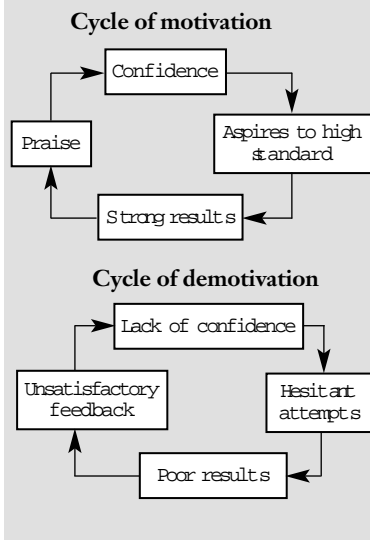 Cycle of motivation
Confidence
Aspires to high
standard
Strong results
Praise
Cycle of demotivation
Lack of confidence
Hesitant
attempts
Poor results
Unsatisfactory
feedback